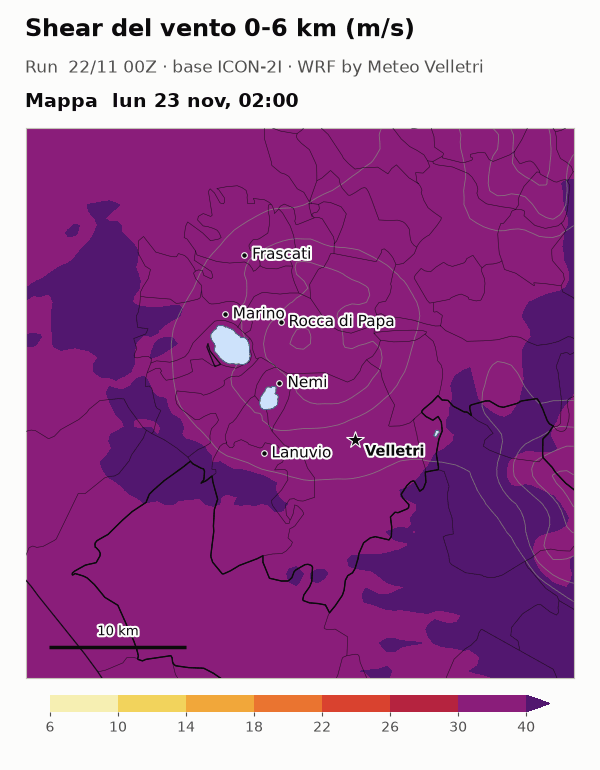 Shear del vento 0-6 km (m/s)
Run 22/11 00Z · base ICON-2I · WRF by Meteo Velletri
Mappa lun 23 nov, 02:00
Frascati
Marino
Rocca di Papa
Nemi
Velletri
Lanuvio
10 km
6 10 14 18 22 26 30 40